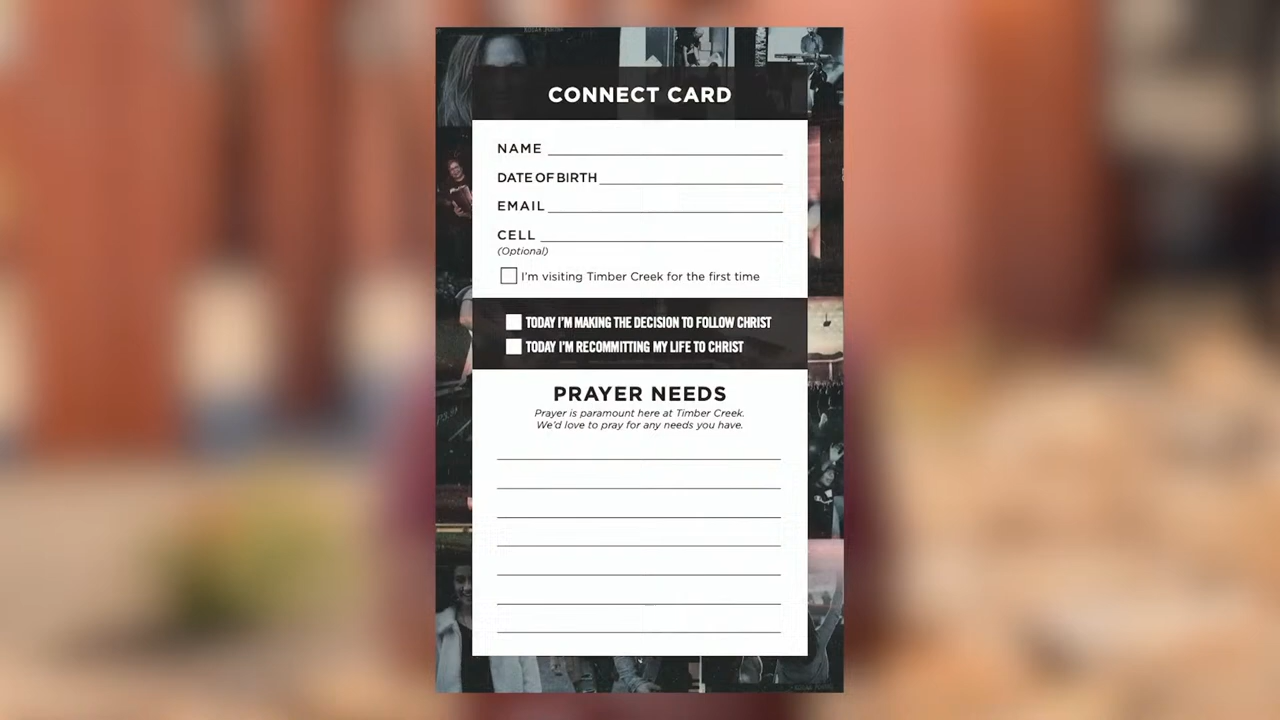 CONNECT CARD
NAME
DATE OF BIRTH
EMAIL
CELL
(Optional)
I'm visiting Timber Creek for the first time
TODAY I'M MAKING THE DECISION TO FOLLOW CHRIST
TODAY I'M RECOMMITTING MY LIFE TO CHRIST
PRAYER NEEDS
Prayer is paramount here at Timber Creek.
We'd love to pray for any needs you have.